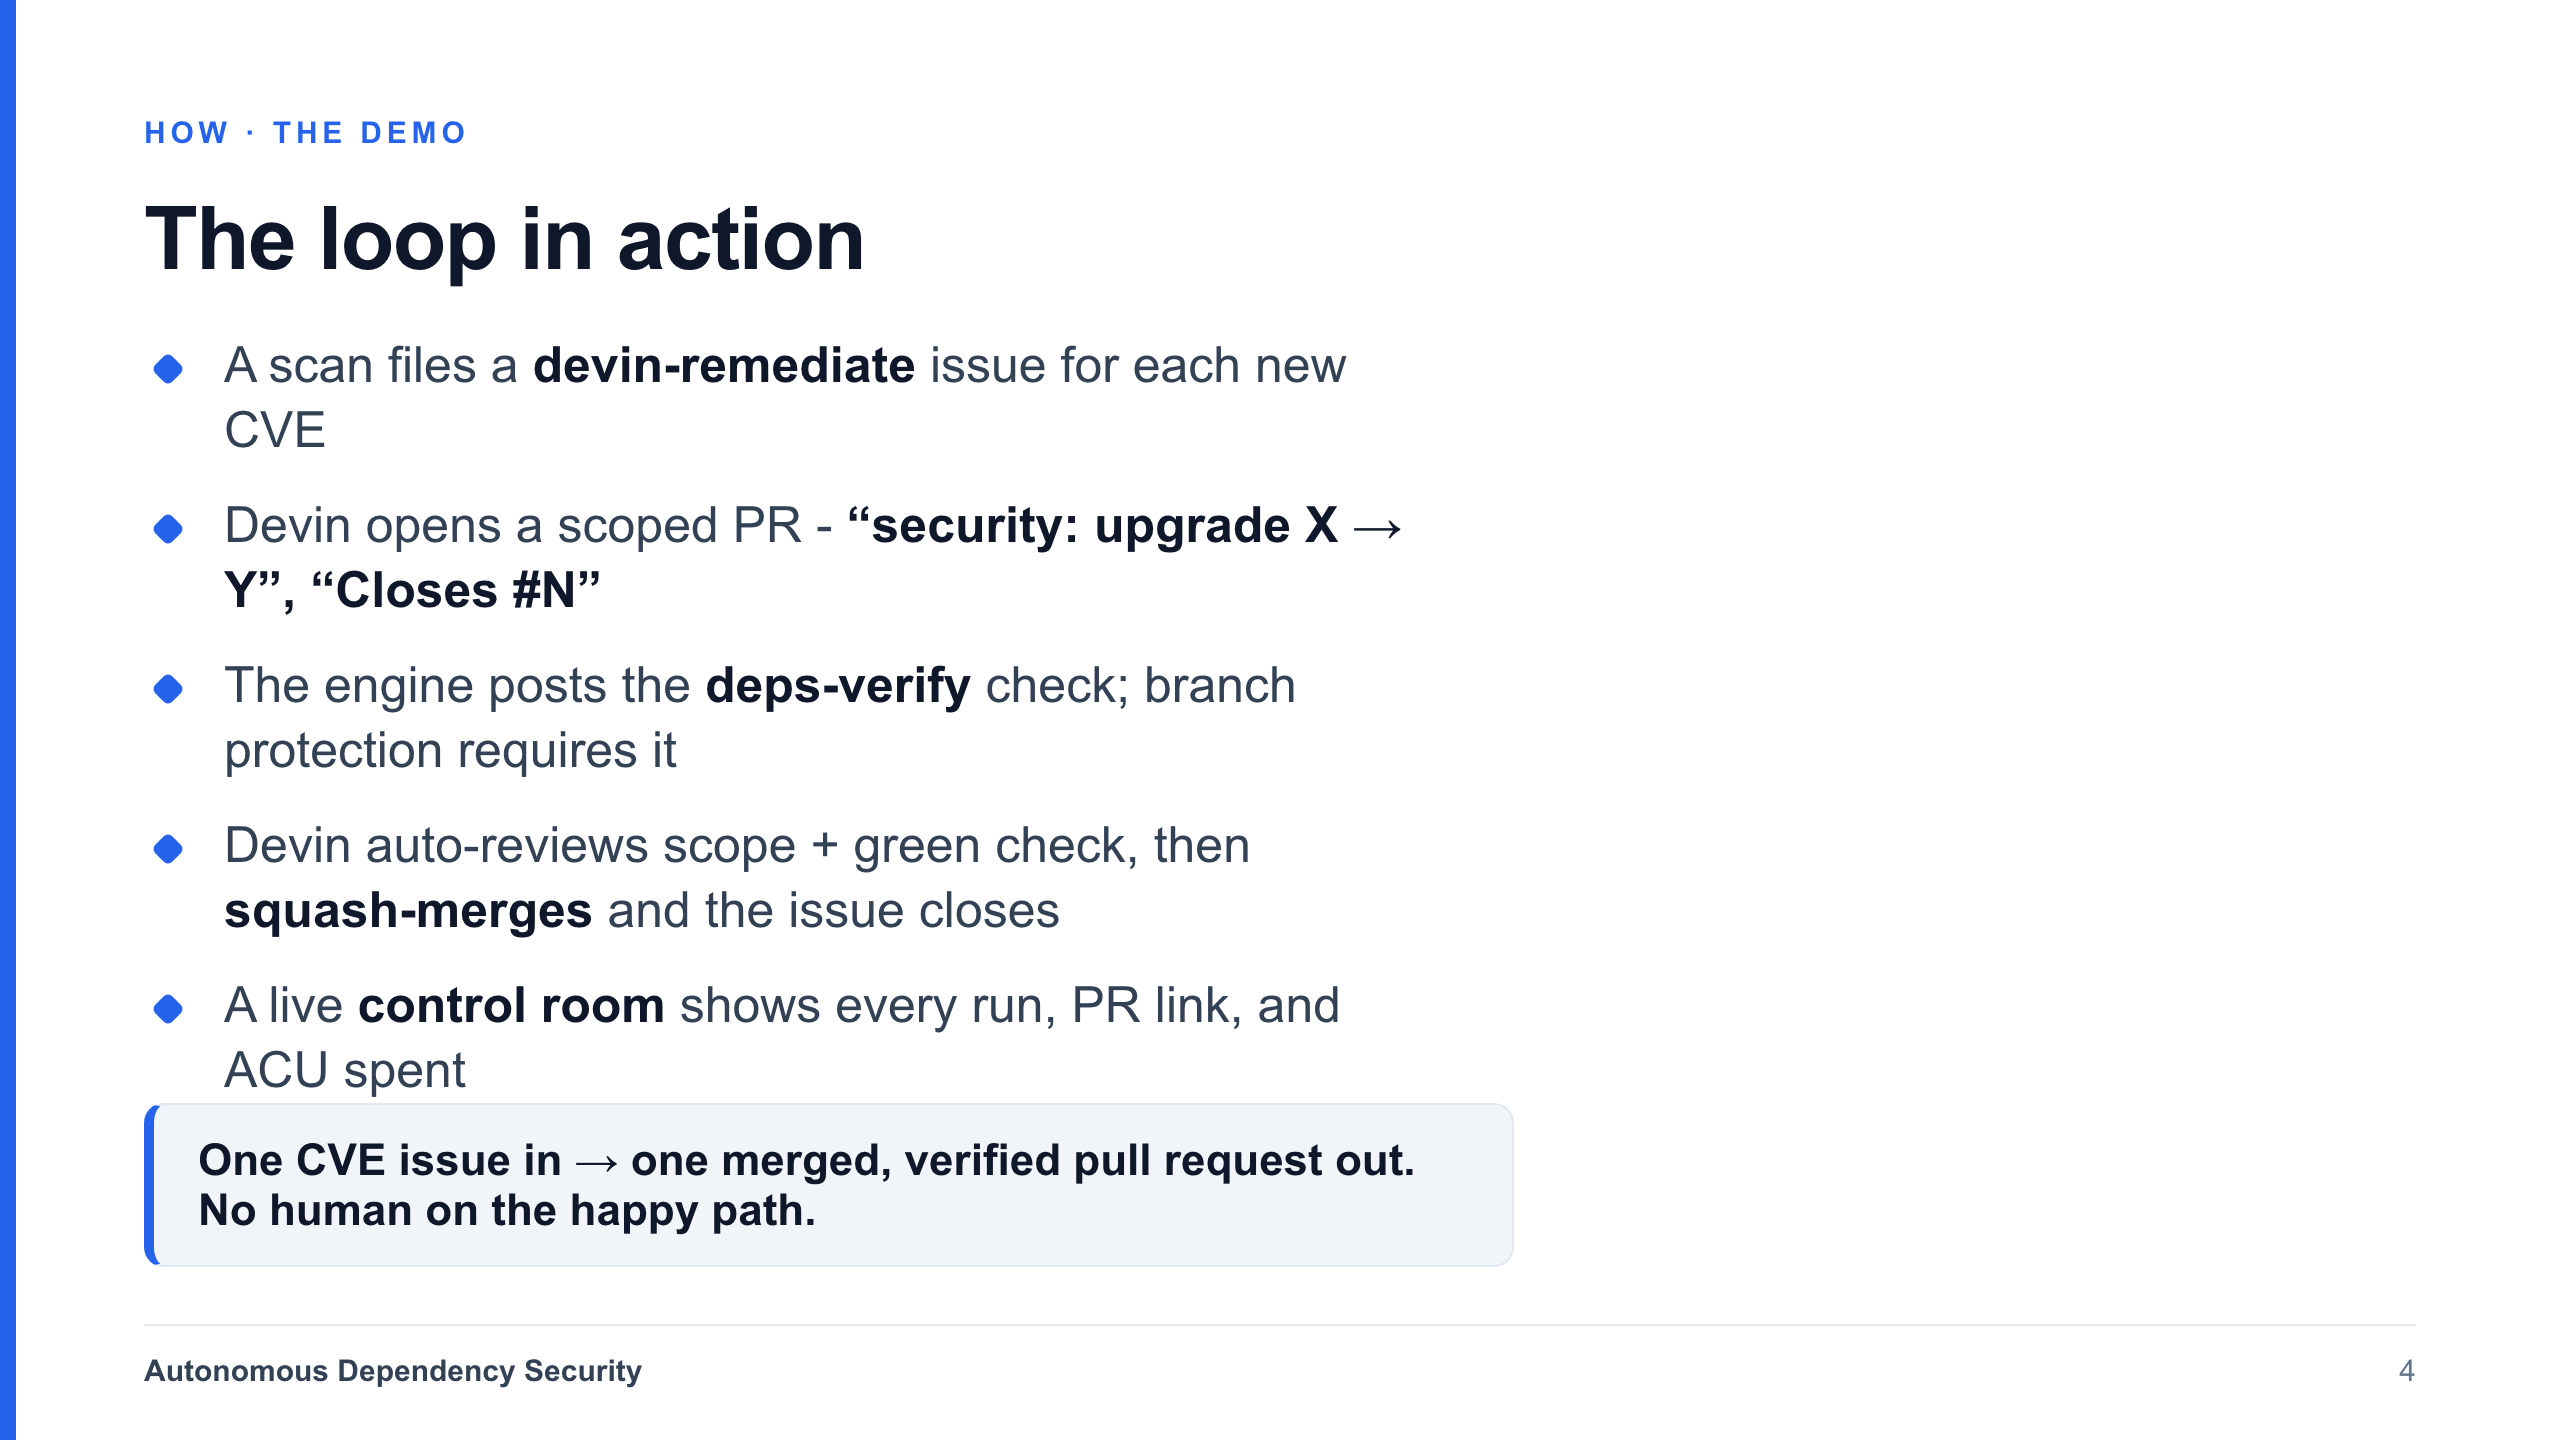 HOW · THE DEMO
The loop in action
A scan files a devin-remediate issue for each new
CVE
Devin opens a scoped PR - “security: upgrade X →
Y”, “Closes #N”
The engine posts the deps-verify check; branch
protection requires it
Devin auto-reviews scope + green check, then
squash-merges and the issue closes
A live control room shows every run, PR link, and
ACU spent
One CVE issue in → one merged, verified pull request out.
No human on the happy path.
Autonomous Dependency Security
4